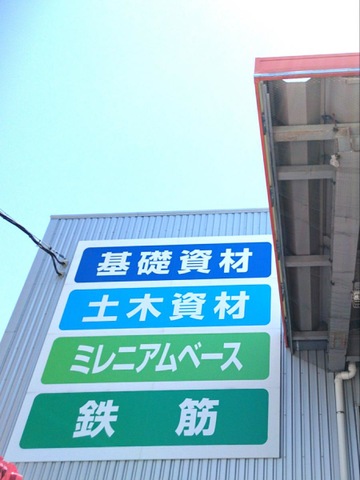 基礎資材
土木資材
ミレニアムベース
鉄筋